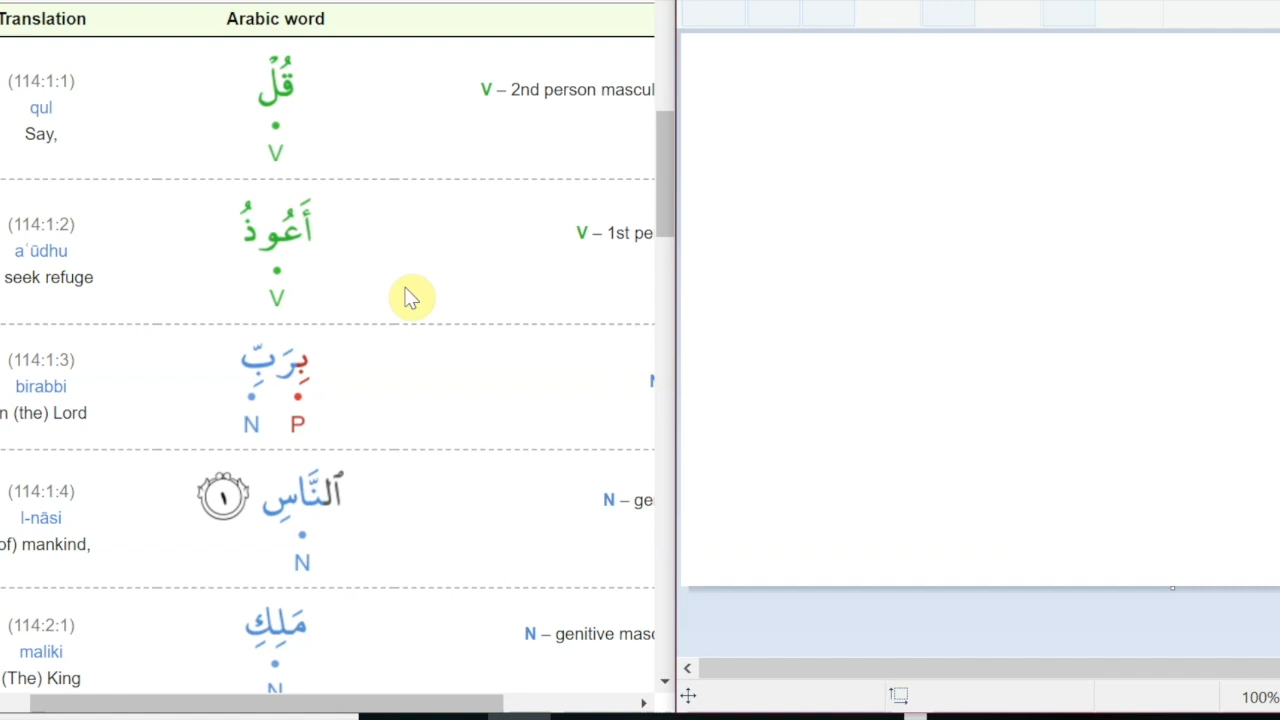 Translation Arabic word
(114:1:1)
qul
Say,
قُلْ
V
V – 2nd person mascul
(114:1:2)
aʿūdhu
seek refuge
أَعُوذُ
V
V – 1st pe
(114:1:3)
birabbi
n (the) Lord
بِرَبِّ
N P
(114:1:4)
l-nāsi
of) mankind,
ٱلنَّاسِ ١
N
N – ge
(114:2:1)
maliki
(The) King
مَلِكِ
N
N – genitive masc
100%